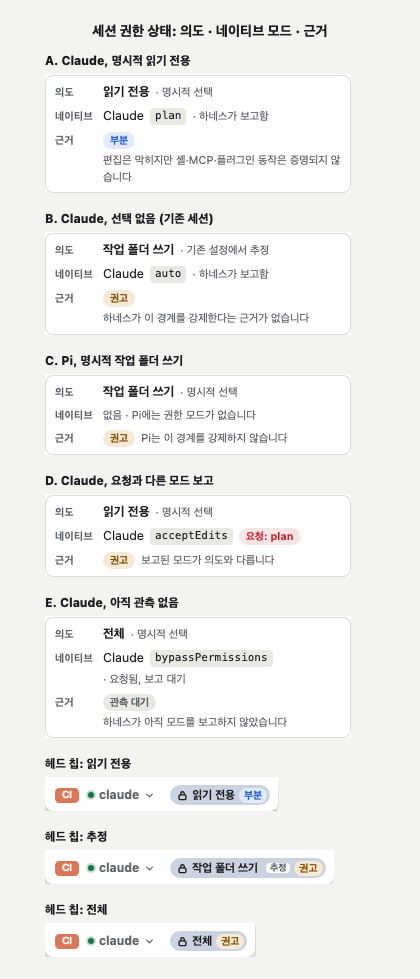 세션 권한 상태: 의도 · 네이티브 모드 · 근거
A. Claude, 명시적 읽기 전용
의도 읽기 전용 · 명시적 선택
네이티브 Claude plan · 하네스가 보고함
근거 부분
편집은 막히지만 셸·MCP·플러그인 동작은 증명되지 않
습니다
B. Claude, 선택 없음 (기존 세션)
의도 작업 폴더 쓰기 · 기존 설정에서 추정
네이티브 Claude auto · 하네스가 보고함
근거 권고
하네스가 이 경계를 강제한다는 근거가 없습니다
C. Pi, 명시적 작업 폴더 쓰기
의도 작업 폴더 쓰기 · 명시적 선택
네이티브 없음 · Pi에는 권한 모드가 없습니다
근거 권고 Pi는 이 경계를 강제하지 않습니다
D. Claude, 요청과 다른 모드 보고
의도 읽기 전용 · 명시적 선택
네이티브 Claude acceptEdits 요청: plan
근거 권고 보고된 모드가 의도와 다릅니다
E. Claude, 아직 관측 없음
의도 전체 · 명시적 선택
네이티브 Claude bypassPermissions
· 요청됨, 보고 대기
근거 관측 대기
하네스가 아직 모드를 보고하지 않았습니다
헤드 칩: 읽기 전용
Cl claude 읽기 전용 부분
헤드 칩: 추정
Cl claude 작업 폴더 쓰기 추정 권고
헤드 칩: 전체
Cl claude 전체 권고